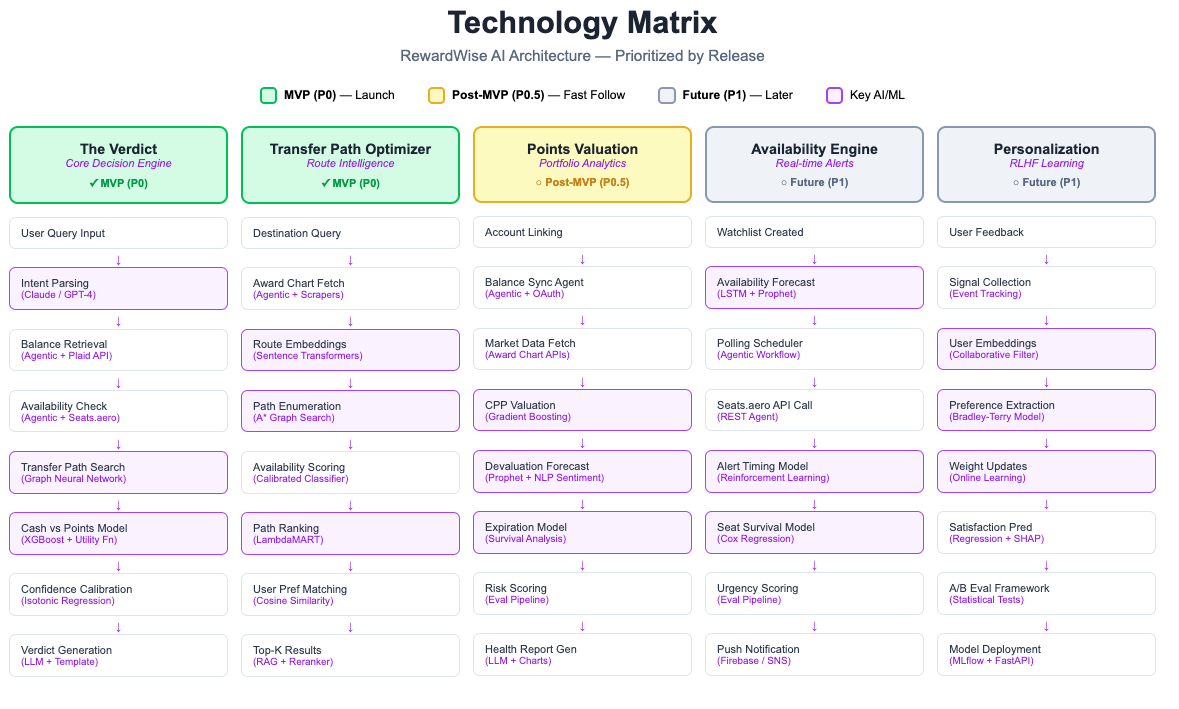 Technology Matrix
RewardWise AI Architecture — Prioritized by Release
MVP (P0) — Launch
Post-MVP (P0.5) — Fast Follow
Future (P1) — Later
Key AI/ML
The Verdict
Core Decision Engine
✓ MVP (P0)
User Query Input
↓
Intent Parsing
(Claude / GPT-4)
↓
Balance Retrieval
(Agentic + Plaid API)
↓
Availability Check
(Agentic + Seats.aero)
↓
Transfer Path Search
(Graph Neural Network)
↓
Cash vs Points Model
(XGBoost + Utility Fn)
↓
Confidence Calibration
(Isotonic Regression)
↓
Verdict Generation
(LLM + Template)
Transfer Path Optimizer
Route Intelligence
✓ MVP (P0)
Destination Query
↓
Award Chart Fetch
(Agentic + Scrapers)
↓
Route Embeddings
(Sentence Transformers)
↓
Path Enumeration
(A* Graph Search)
↓
Availability Scoring
(Calibrated Classifier)
↓
Path Ranking
(LambdaMART)
↓
User Pref Matching
(Cosine Similarity)
↓
Top-K Results
(RAG + Reranker)
Points Valuation
Portfolio Analytics
○ Post-MVP (P0.5)
Account Linking
↓
Balance Sync Agent
(Agentic + OAuth)
↓
Market Data Fetch
(Award Chart APIs)
↓
CPP Valuation
(Gradient Boosting)
↓
Devaluation Forecast
(Prophet + NLP Sentiment)
↓
Expiration Model
(Survival Analysis)
↓
Risk Scoring
(Eval Pipeline)
↓
Health Report Gen
(LLM + Charts)
Availability Engine
Real-time Alerts
○ Future (P1)
Watchlist Created
↓
Availability Forecast
(LSTM + Prophet)
↓
Polling Scheduler
(Agentic Workflow)
↓
Seats.aero API Call
(REST Agent)
↓
Alert Timing Model
(Reinforcement Learning)
↓
Seat Survival Model
(Cox Regression)
↓
Urgency Scoring
(Eval Pipeline)
↓
Push Notification
(Firebase / SNS)
Personalization
RLHF Learning
○ Future (P1)
User Feedback
↓
Signal Collection
(Event Tracking)
↓
User Embeddings
(Collaborative Filter)
↓
Preference Extraction
(Bradley-Terry Model)
↓
Weight Updates
(Online Learning)
↓
Satisfaction Pred
(Regression + SHAP)
↓
A/B Eval Framework
(Statistical Tests)
↓
Model Deployment
(MLflow + FastAPI)